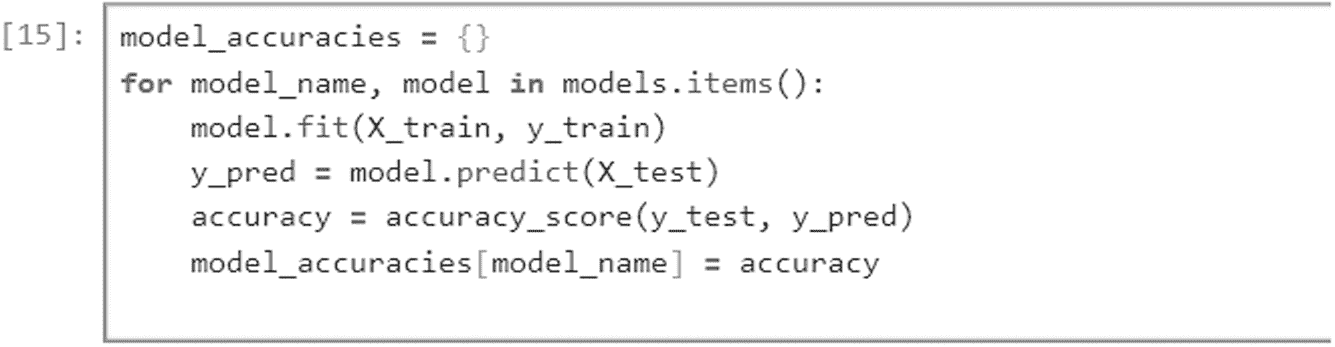 [15]: model_accuracies = {}
for model_name, model in models.items():
    model.fit(X_train, y_train)
    y_pred = model.predict(X_test)
    accuracy = accuracy_score(y_test, y_pred)
    model_accuracies[model_name] = accuracy